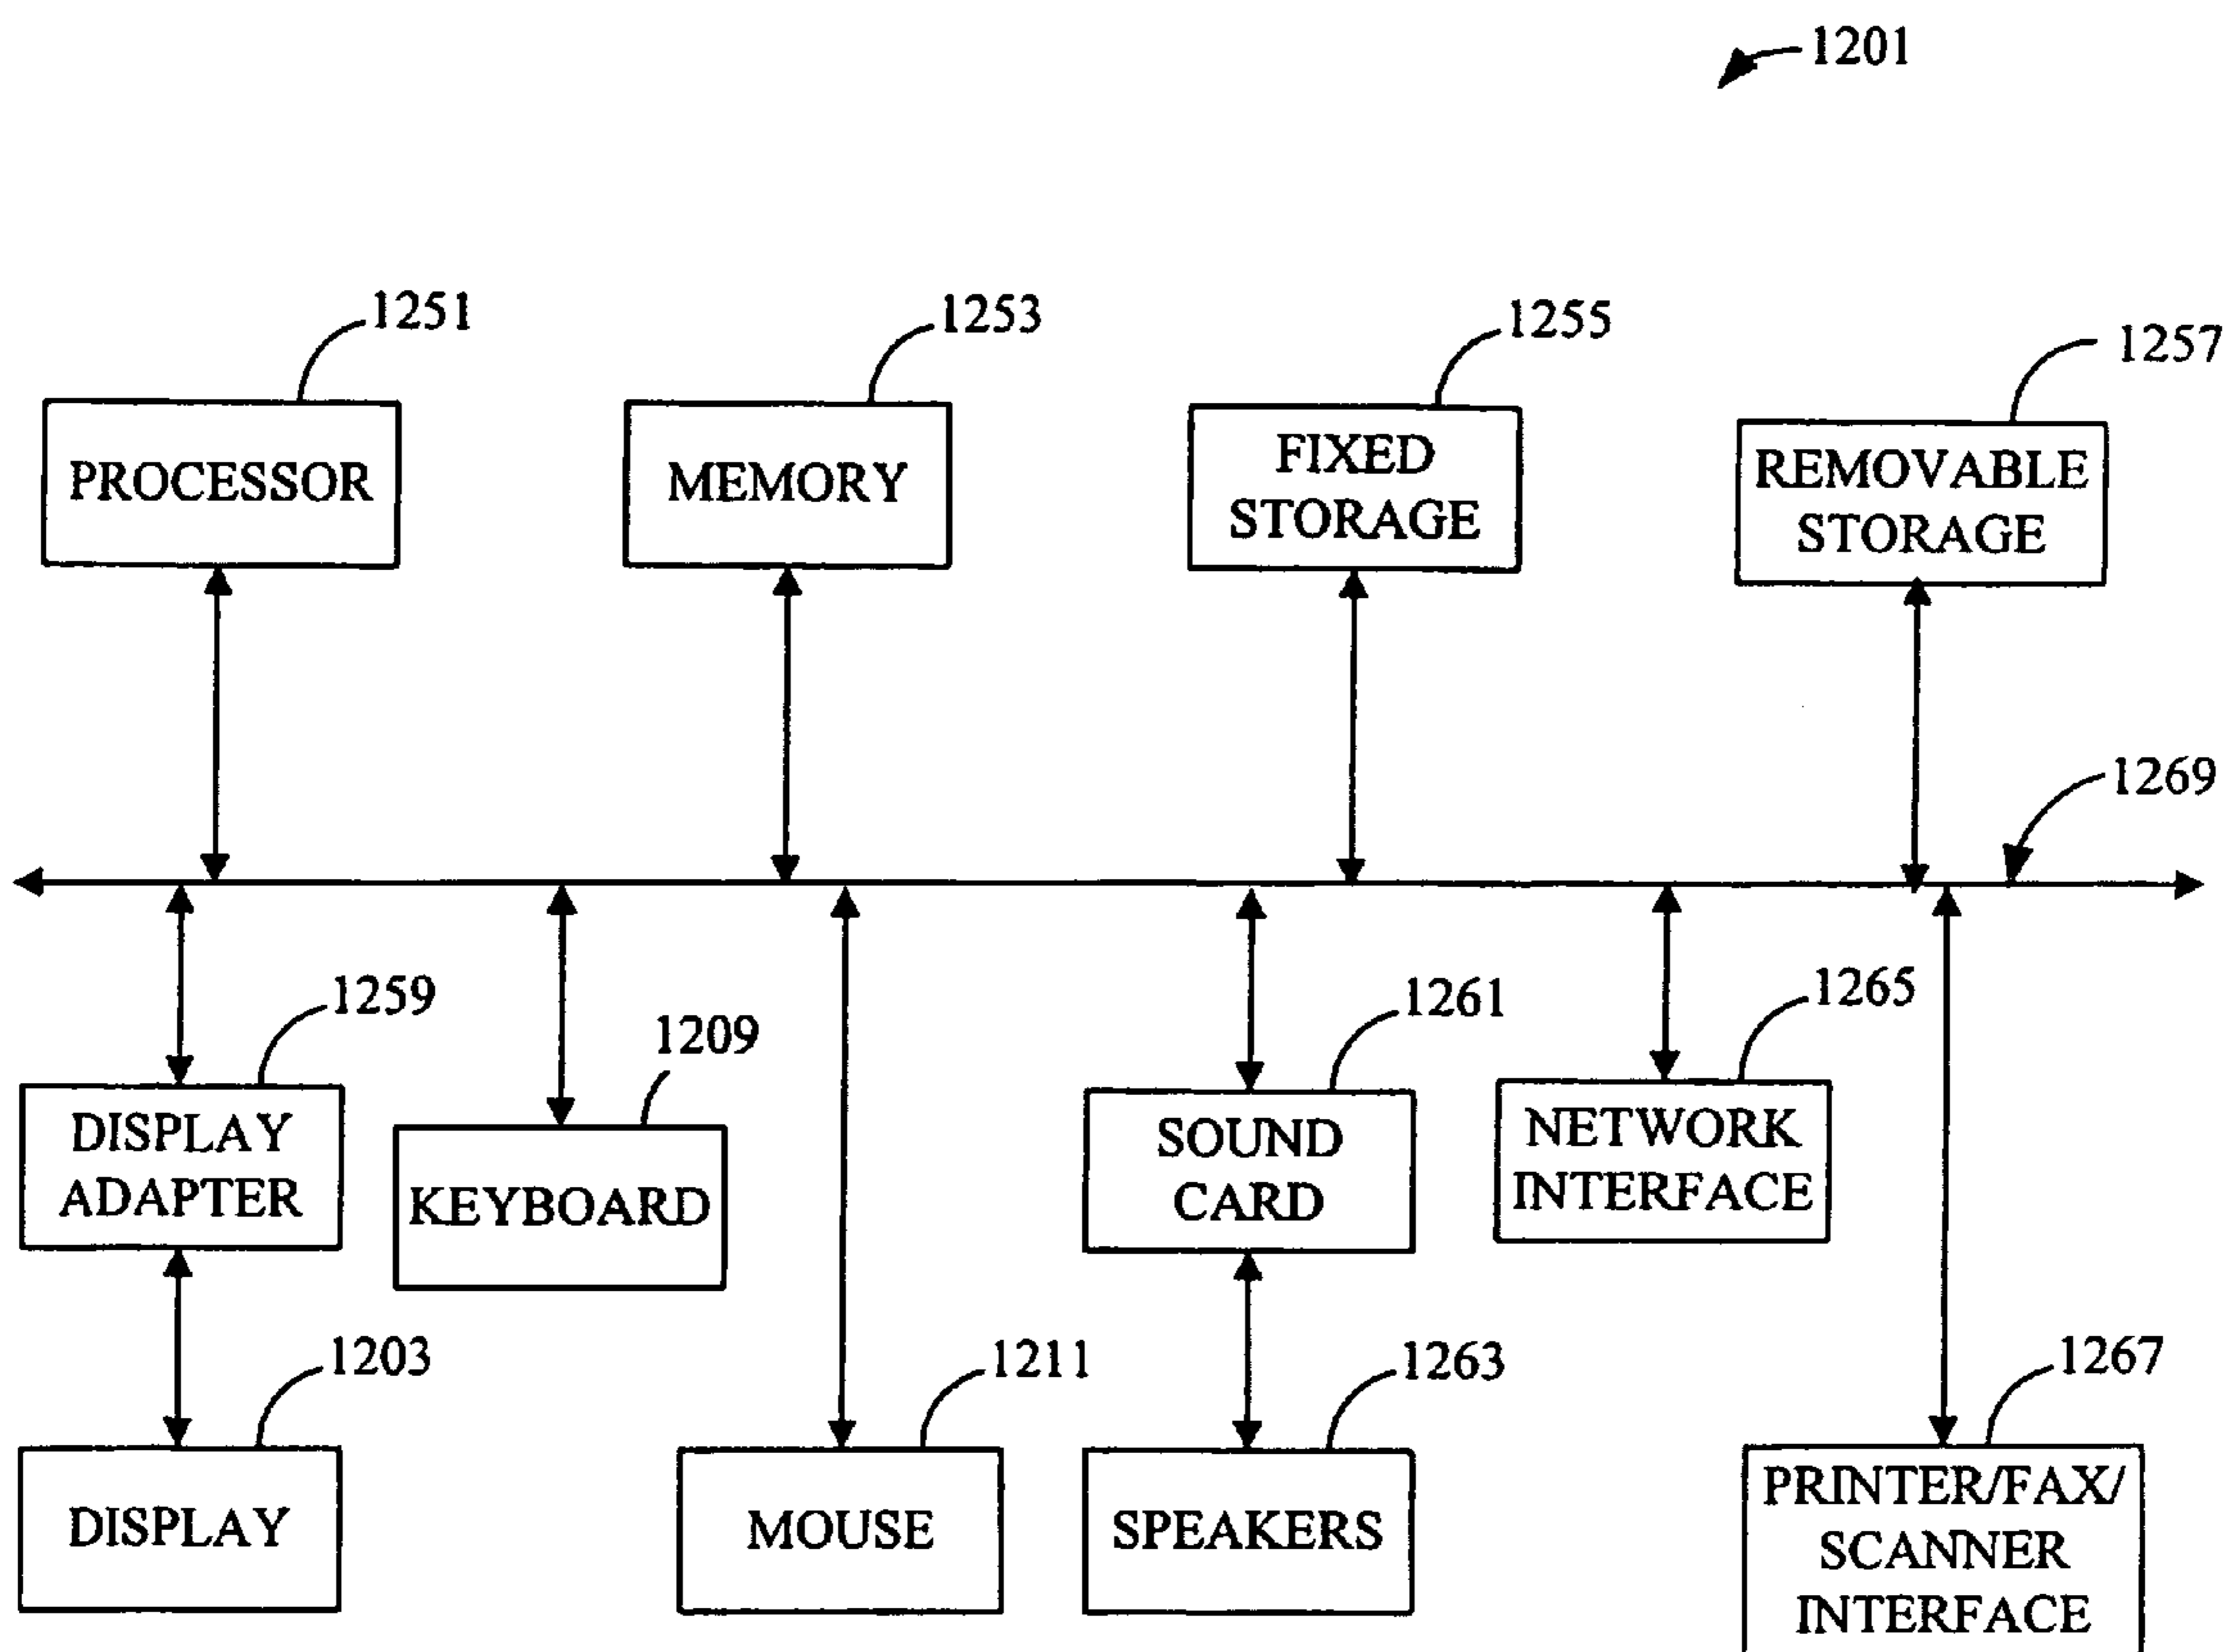 1201
1251
1253
1255
1257
PROCESSOR
MEMORY
FIXED
STORAGE
REMOVABLE
STORAGE
1269
1259
1209
1261
1265
DISPLAY
ADAPTER
KEYBOARD
SOUND
CARD
NETWORK
INTERFACE
1203
1211
1263
1267
DISPLAY
MOUSE
SPEAKERS
PRINTER/FAX/
SCANNER
INTERFACE